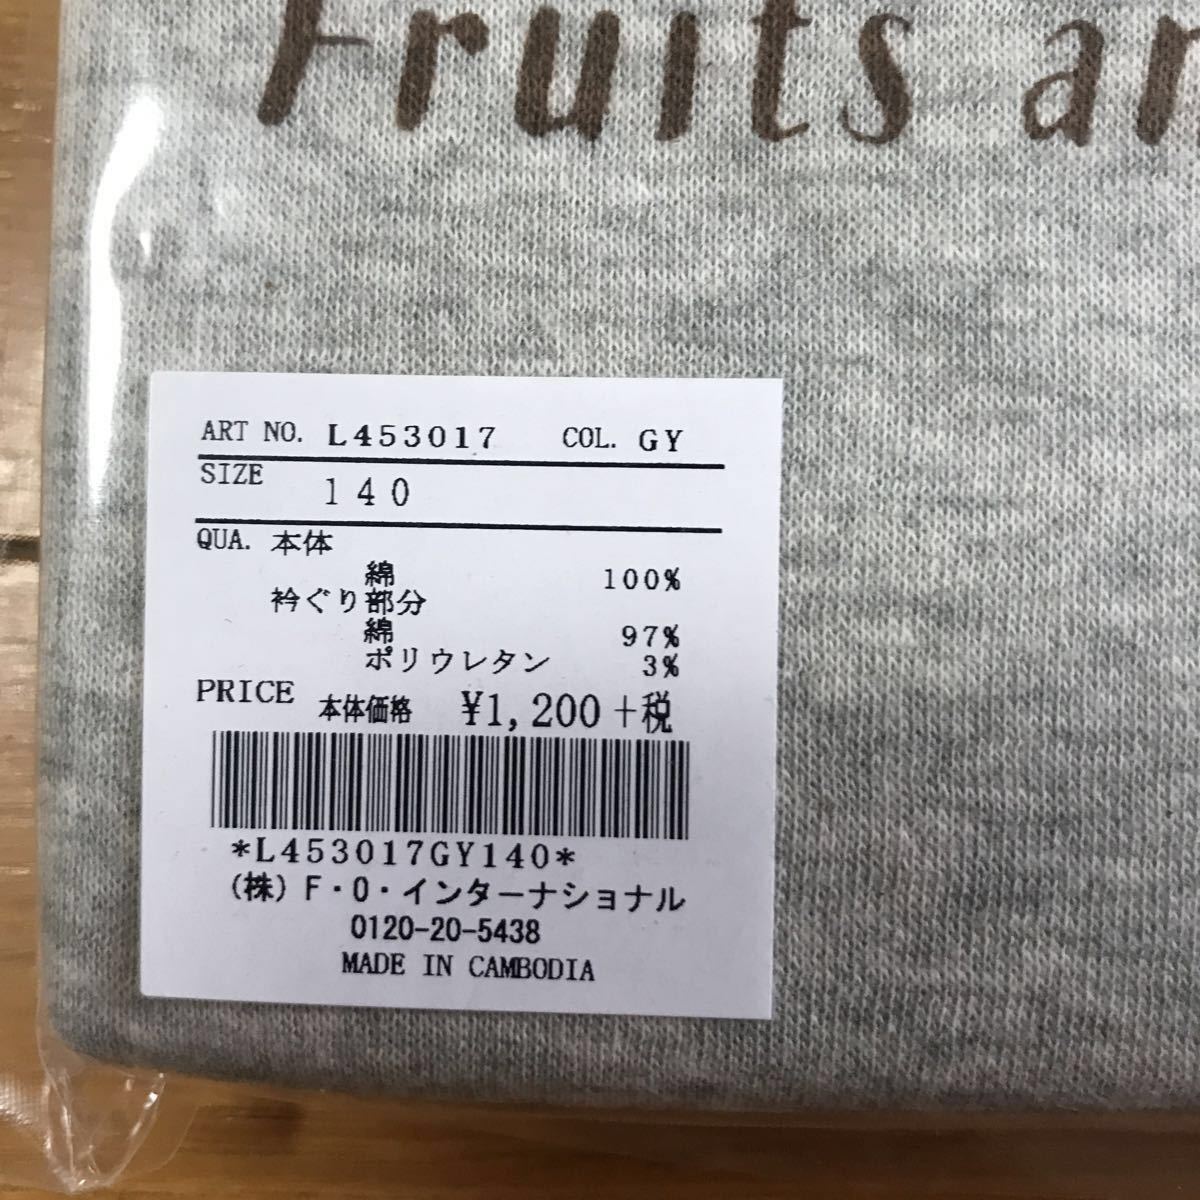 Fruits ar
ART NO. L453017 COL. GY
SIZE 140
QUA. 本体
綿 100%
衿ぐり部分
綿 97%
ポリウレタン 3%
PRICE 本体価格 ¥1,200+税
*L453017GY140*
(株)F・O・インターナショナル
0120-20-5438
MADE IN CAMBODIA